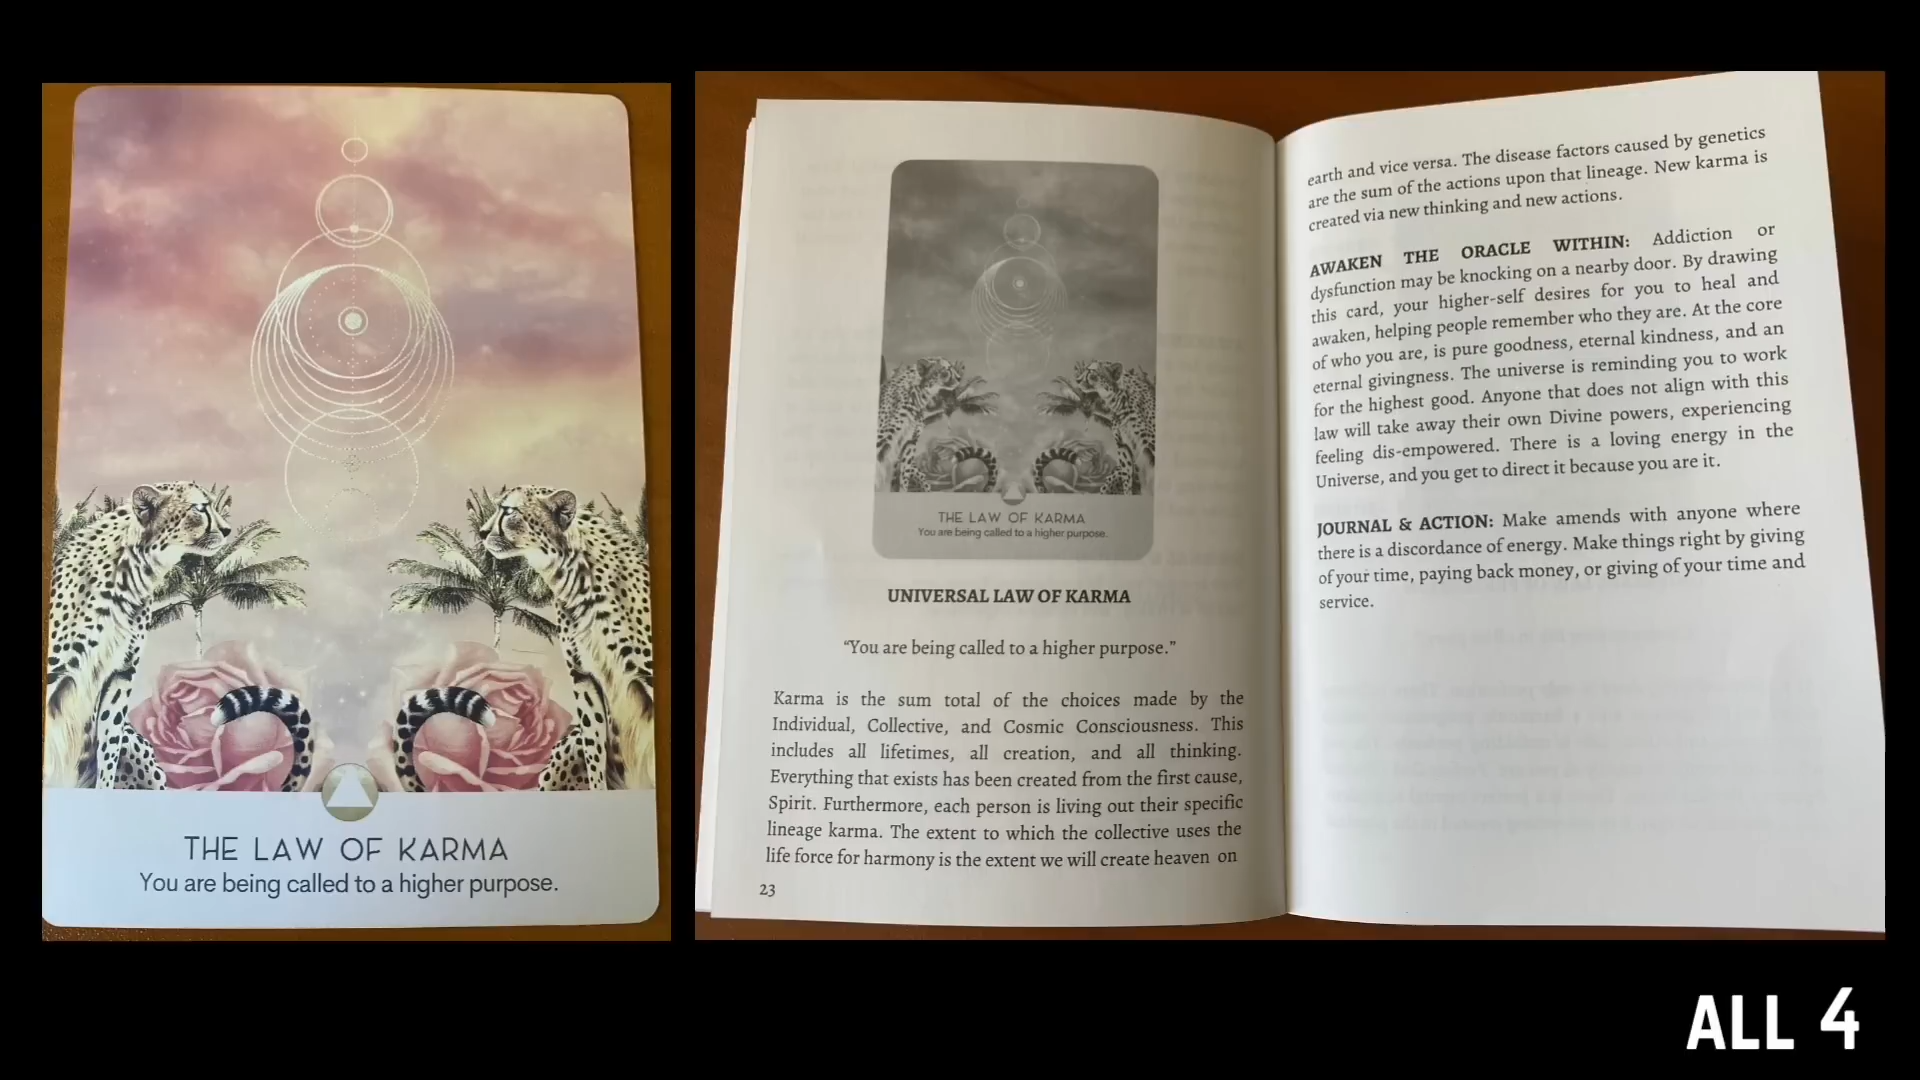 THE LAW OF KARMA
You are being called to a higher purpose.
THE LAW OF KARMA
You are being called to a higher purpose.
UNIVERSAL LAW OF KARMA
“You are being called to a higher purpose.”
Karma is the sum total of the choices made by the
Individual, Collective, and Cosmic Consciousness. This
includes all lifetimes, all creation, and all thinking.
Everything that exists has been created from the first cause,
Spirit. Furthermore, each person is living out their specific
lineage karma. The extent to which the collective uses the
life force for harmony is the extent we will create heaven on
23
earth and vice versa. The disease factors caused by genetics
are the sum of the actions upon that lineage. New karma is
created via new thinking and new actions.
AWAKEN THE ORACLE WITHIN: Addiction or
dysfunction may be knocking on a nearby door. By drawing
this card, your higher-self desires for you to heal and
awaken, helping people remember who they are. At the core
of who you are, is pure goodness, eternal kindness, and an
eternal givingness. The universe is reminding you to work
for the highest good. Anyone that does not align with this
law will take away their own Divine powers, experiencing
feeling dis-empowered. There is a loving energy in the
Universe, and you get to direct it because you are it.
JOURNAL & ACTION: Make amends with anyone where
there is a discordance of energy. Make things right by giving
of your time, paying back money, or giving of your time and
service.
ALL 4